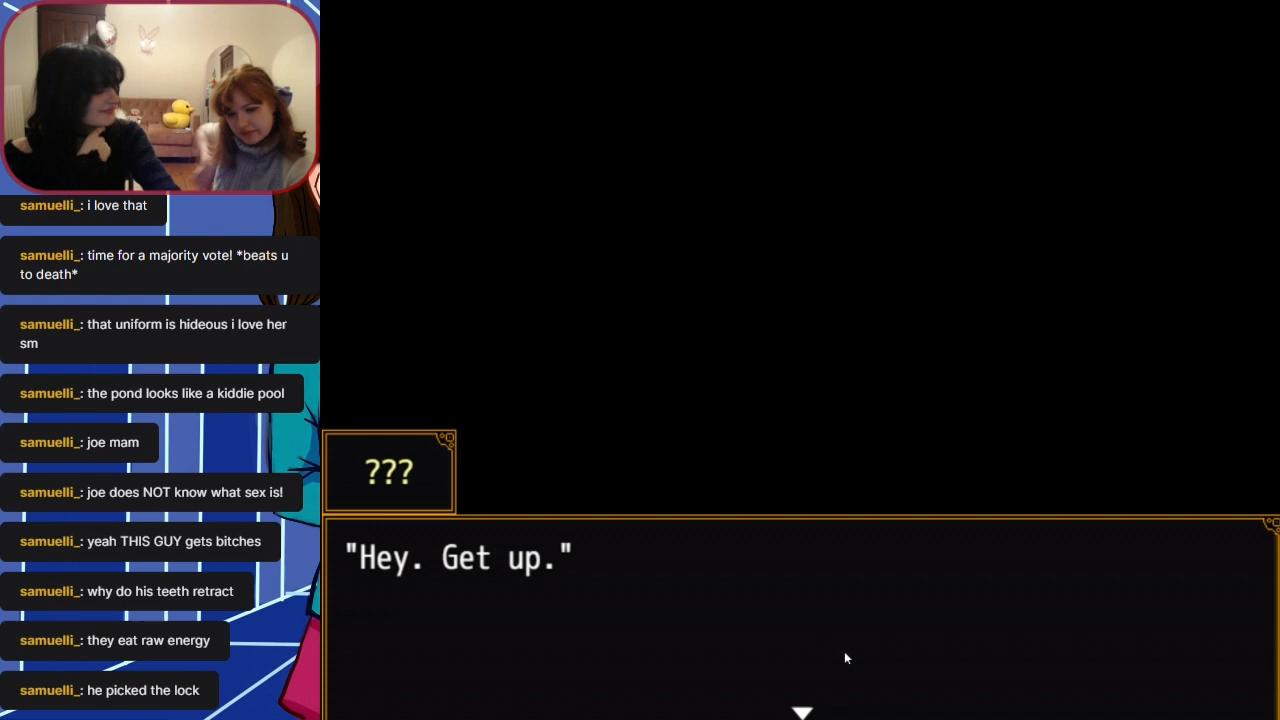 samuelli_: i love that
samuelli_: time for a majority vote! *beats u
to death*
samuelli_: that uniform is hideous i love her
sm
samuelli_: the pond looks like a kiddie pool
samuelli_: joe mam
samuelli_: joe does NOT know what sex is!
samuelli_: yeah THIS GUY gets bitches
samuelli_: why do his teeth retract
samuelli_: they eat raw energy
samuelli_: he picked the lock
???
"Hey. Get up."